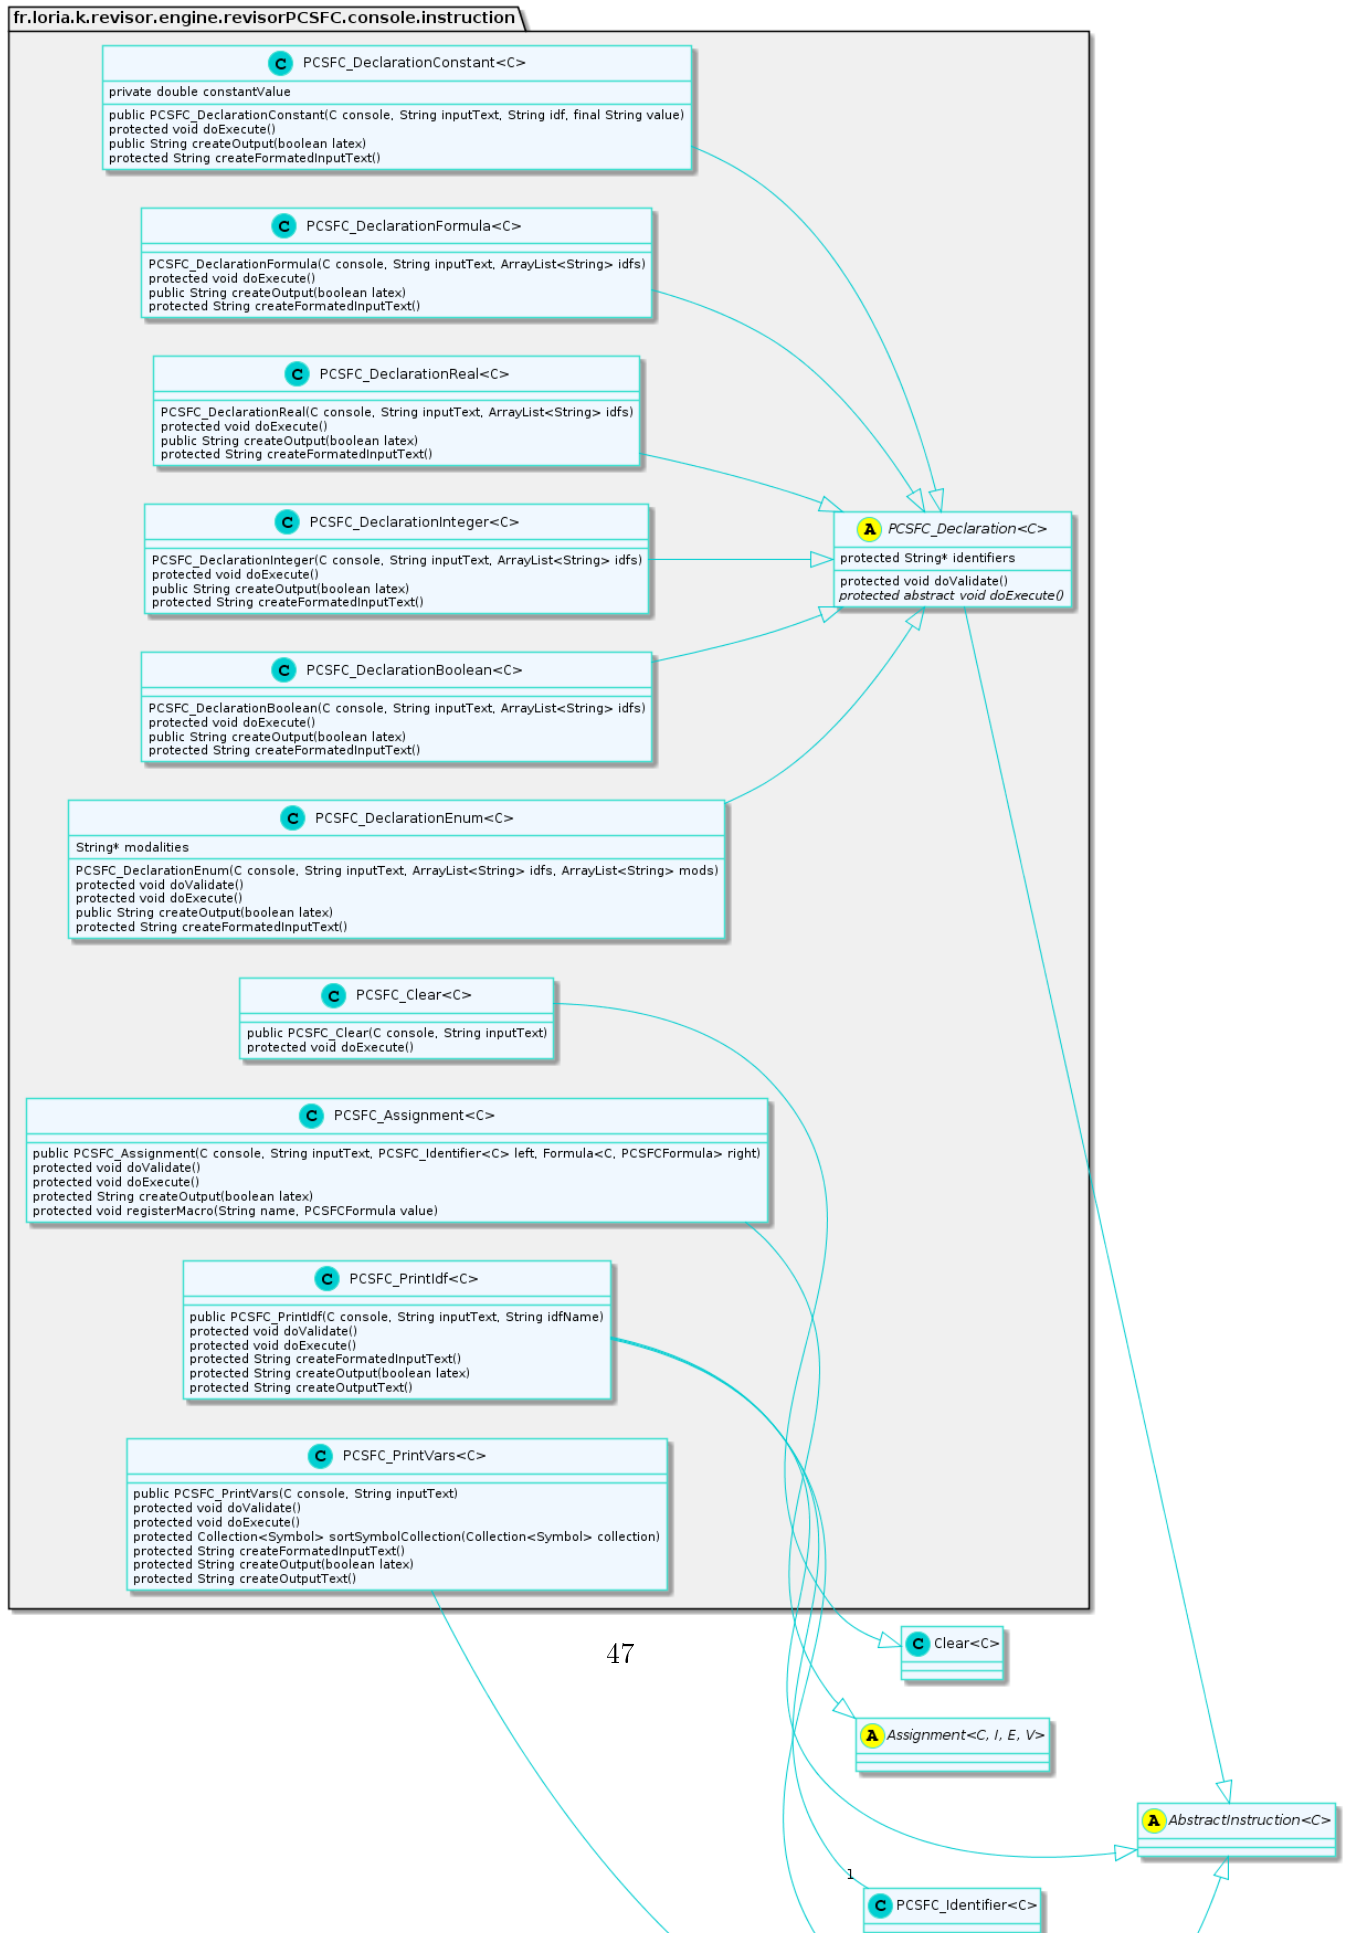 fr.loria.k.revisor.engine.revisorPCSFC.console.instruction
C PCSFC_DeclarationConstant<C>
private double constantValue
public PCSFC_DeclarationConstant(C console, String inputText, String idf, final String value)
protected void doExecute()
public String createOutput(boolean latex)
protected String createFormatedInputText()
C PCSFC_DeclarationFormula<C>
PCSFC_DeclarationFormula(C console, String inputText, ArrayList<String> idfs)
protected void doExecute()
public String createOutput(boolean latex)
protected String createFormatedInputText()
C PCSFC_DeclarationReal<C>
PCSFC_DeclarationReal(C console, String inputText, ArrayList<String> idfs)
protected void doExecute()
public String createOutput(boolean latex)
protected String createFormatedInputText()
C PCSFC_DeclarationInteger<C>
PCSFC_DeclarationInteger(C console, String inputText, ArrayList<String> idfs)
protected void doExecute()
public String createOutput(boolean latex)
protected String createFormatedInputText()
A PCSFC_Declaration<C>
protected String* identifiers
protected void doValidate()
protected abstract void doExecute()
C PCSFC_DeclarationBoolean<C>
PCSFC_DeclarationBoolean(C console, String inputText, ArrayList<String> idfs)
protected void doExecute()
public String createOutput(boolean latex)
protected String createFormatedInputText()
C PCSFC_DeclarationEnum<C>
String* modalities
PCSFC_DeclarationEnum(C console, String inputText, ArrayList<String> idfs, ArrayList<String> mods)
protected void doValidate()
protected void doExecute()
public String createOutput(boolean latex)
protected String createFormatedInputText()
C PCSFC_Clear<C>
public PCSFC_Clear(C console, String inputText)
protected void doExecute()
C PCSFC_Assignment<C>
public PCSFC_Assignment(C console, String inputText, PCSFC_Identifier<C> left, Formula<C, PCSFCFormula> right)
protected void doValidate()
protected void doExecute()
protected String createOutput(boolean latex)
protected void registerMacro(String name, PCSFCFormula value)
C PCSFC_PrintIdf<C>
public PCSFC_PrintIdf(C console, String inputText, String idfName)
protected void doValidate()
protected void doExecute()
protected String createFormatedInputText()
protected String createOutput(boolean latex)
protected String createOutputText()
C PCSFC_PrintVars<C>
public PCSFC_PrintVars(C console, String inputText)
protected void doValidate()
protected void doExecute()
protected Collection<Symbol> sortSymbolCollection(Collection<Symbol> collection)
protected String createFormatedInputText()
protected String createOutput(boolean latex)
protected String createOutputText()
47
C Clear<C>
A Assignment<C, I, E, V>
A AbstractInstruction<C>
1
C PCSFC_Identifier<C>